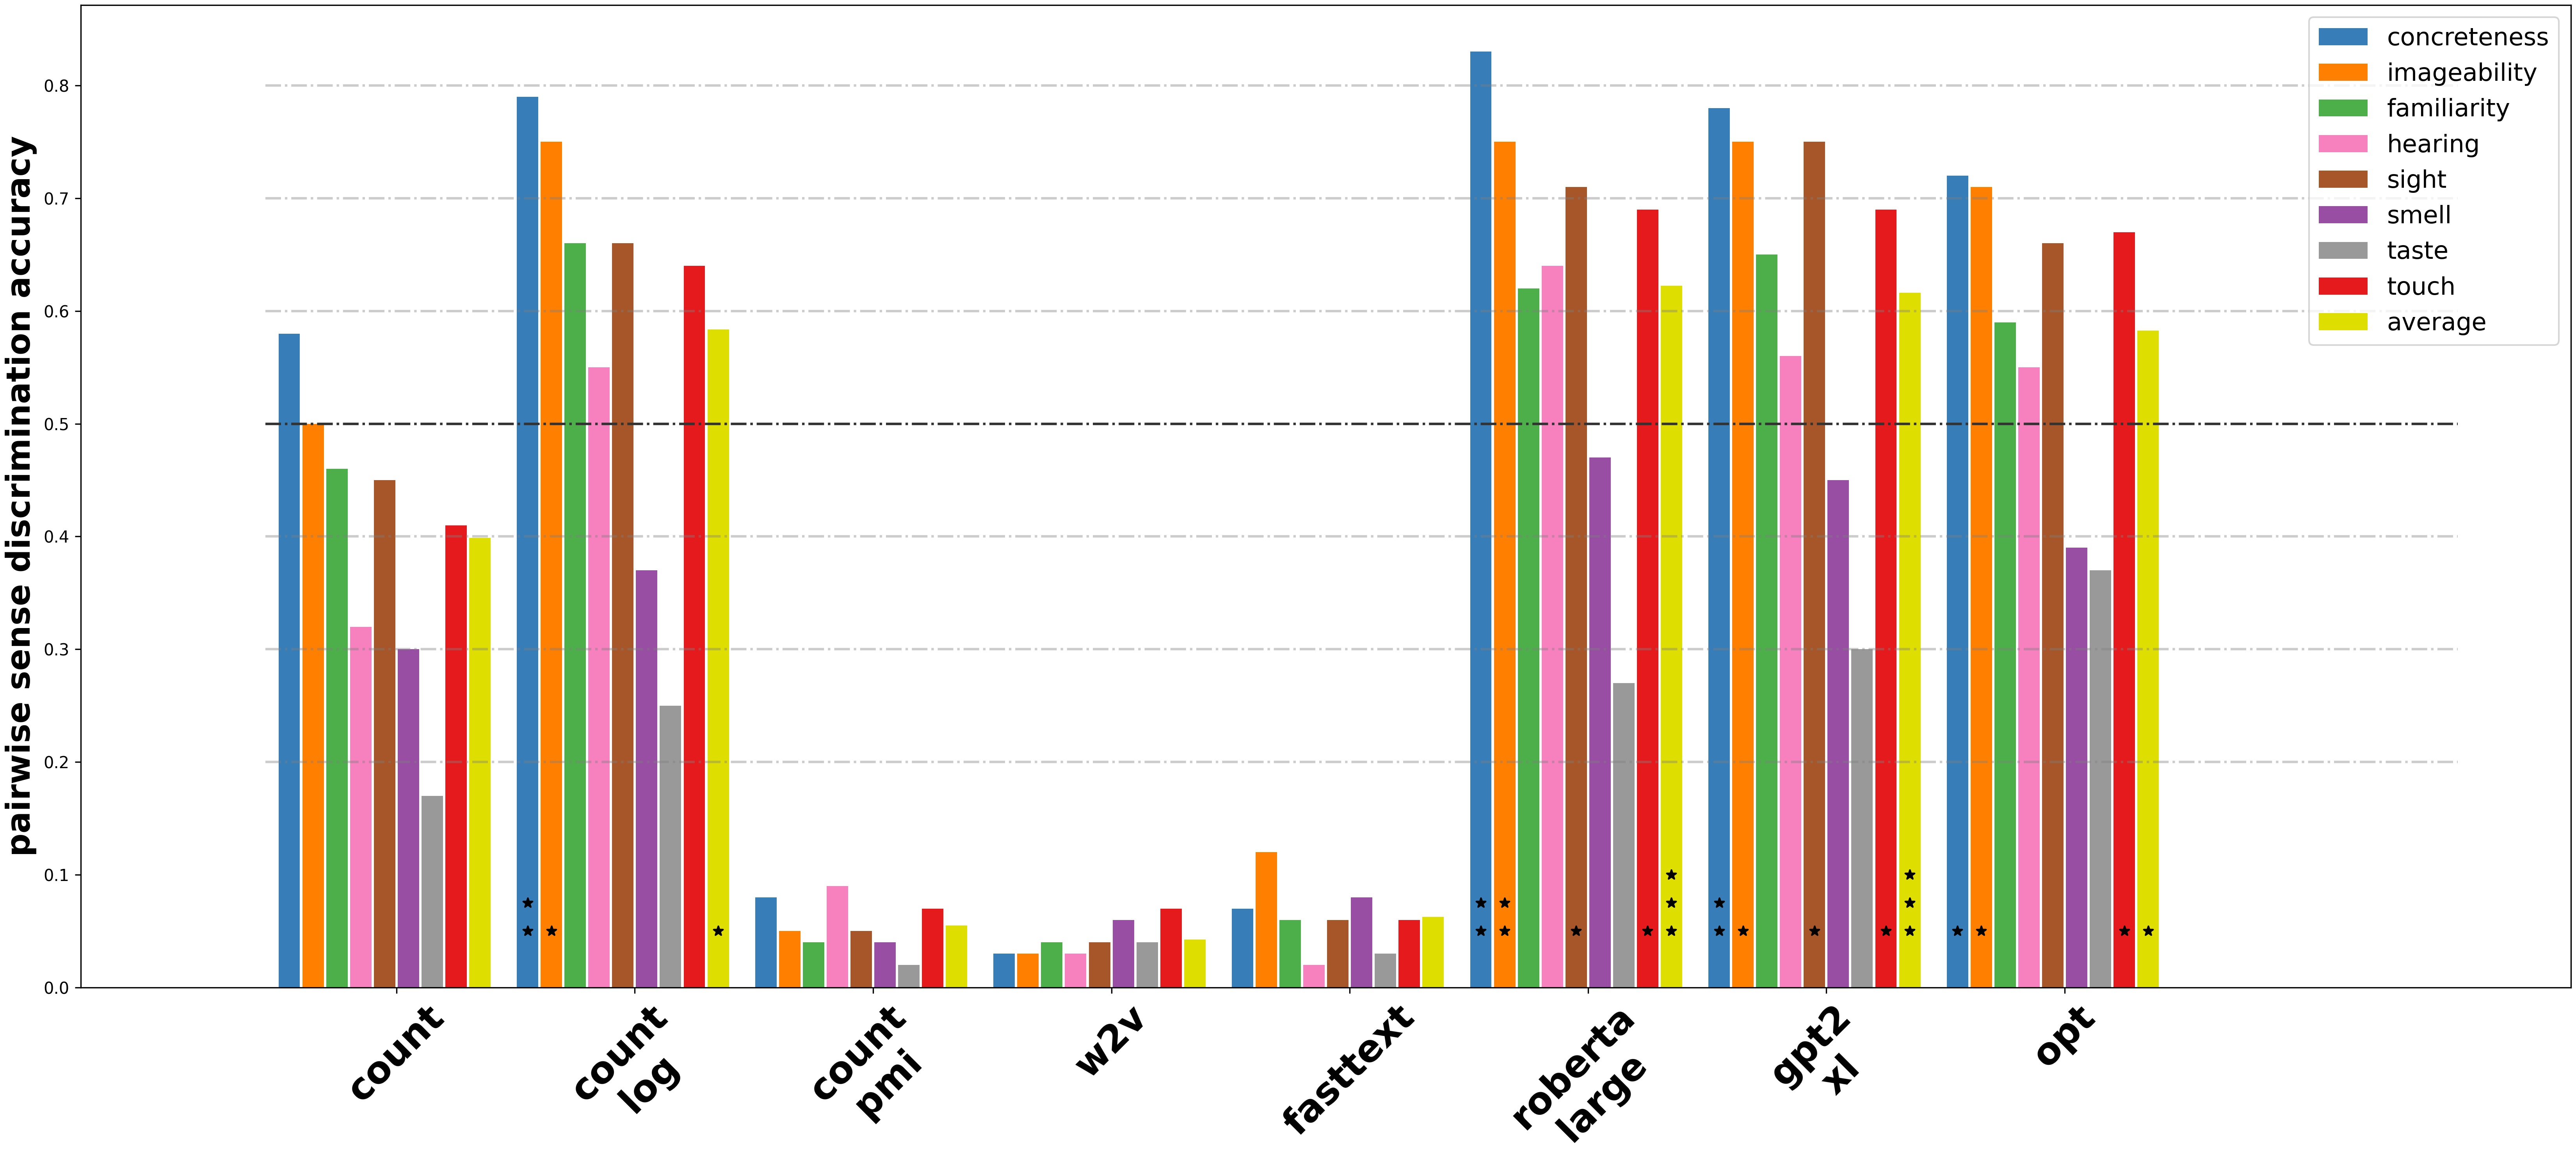 pairwise sense discrimination accuracy
0.8
0.7
0.6
0.5
0.4
0.3
0.2
0.1
0.0
concreteness
imageability
familiarity
hearing
sight
smell
taste
touch
average
count
count
log
count
pmi
w2v
fasttext
roberta
large
gpt2
xl
opt